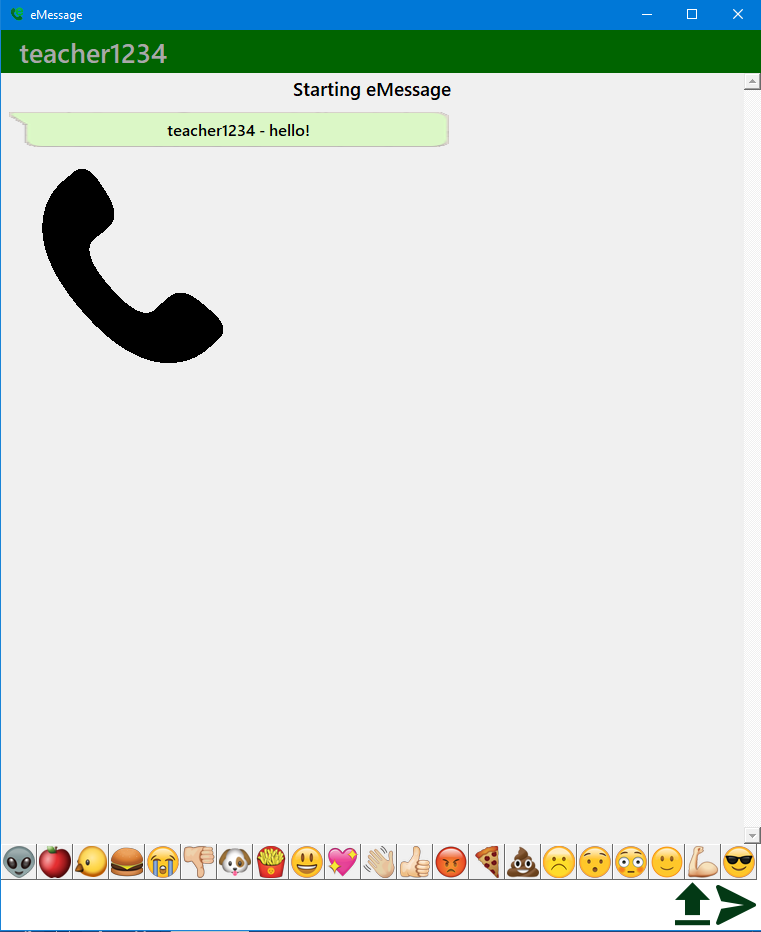 eMessage
teacher1234
Starting eMessage
teacher1234 - hello!